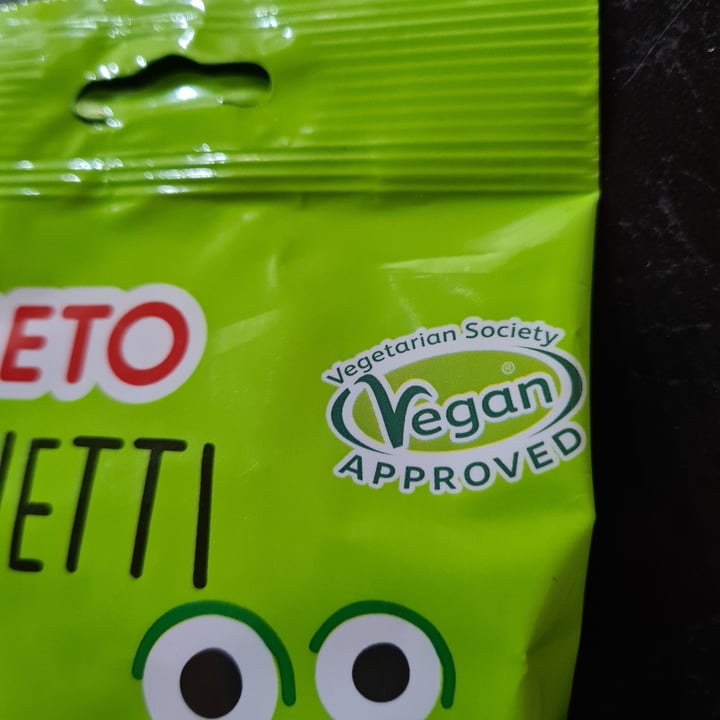 ETO
ETTI
Vegetarian Society
Vegan®
APPROVED